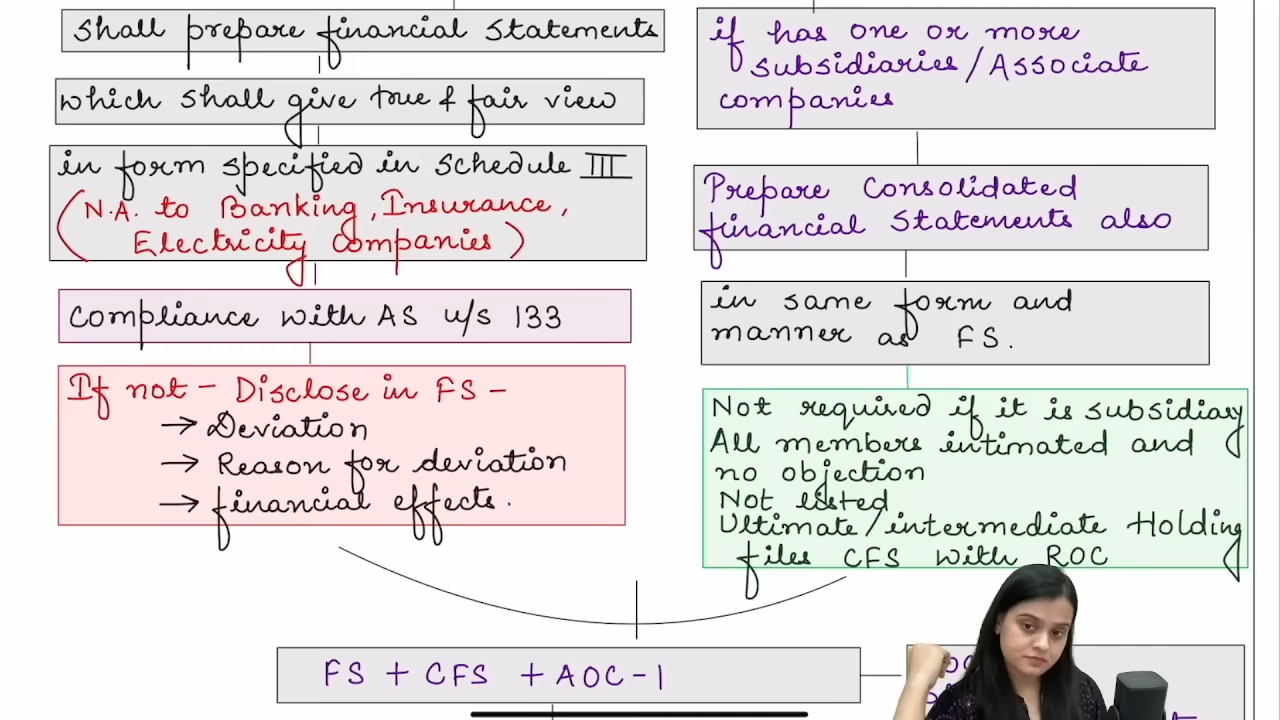 Shall prepare financial statements
which shall give true & fair view
in form specified in Schedule III
(N.A. to Banking, Insurance,
Electricity companies)
Compliance with AS u/s 133
If not - Disclose in FS -
→ Deviation
→ Reason for deviation
→ financial effects.
if has one or more
subsidiaries/Associate
companies
Prepare Consolidated
financial Statements also
in same form and
manner as FS.
Not required if it is subsidiary
All members intimated and
no objection
Not listed
Ultimate/intermediate Holding
files CFS with ROC
FS + CFS + AOC-1